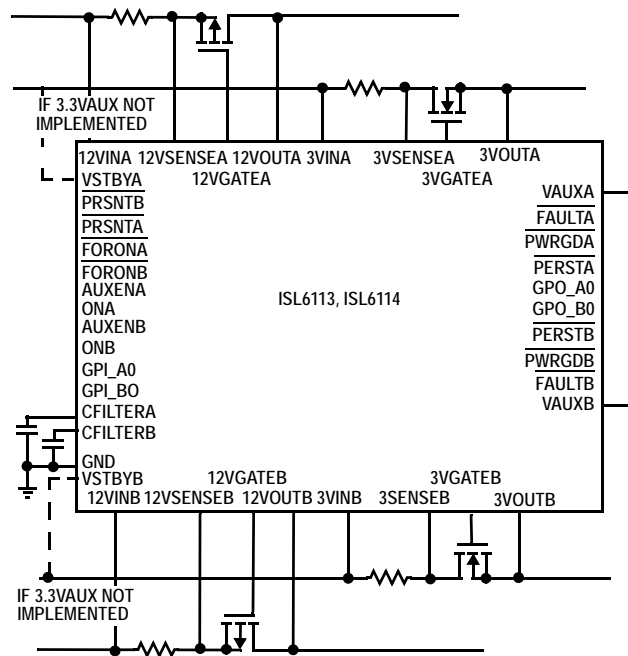 IF 3.3VAUX NOT
IMPLEMENTED
12VINA 12VSENSEA 12VOUTA 3VINA 3VSENSEA 3VOUTA
12VGATEA 3VGATEA
VSTBYA
PRSNTB
PRSNTA
FORONA
FORONB
AUXENA
ONA
AUXENB
ONB
GPI_A0
GPI_BO
CFILTERA
CFILTERB
GND
VSTBYB
ISL6113, ISL6114
VAUXA
FAULTA
PWRGDA
PERSTA
GPO_A0
GPO_B0
PERSTB
PWRGDB
FAULTB
VAUXB
12VGATEB 3VGATEB
12VINB 12VSENSEB 12VOUTB 3VINB 3SENSEB 3VOUTB
IF 3.3VAUX NOT
IMPLEMENTED